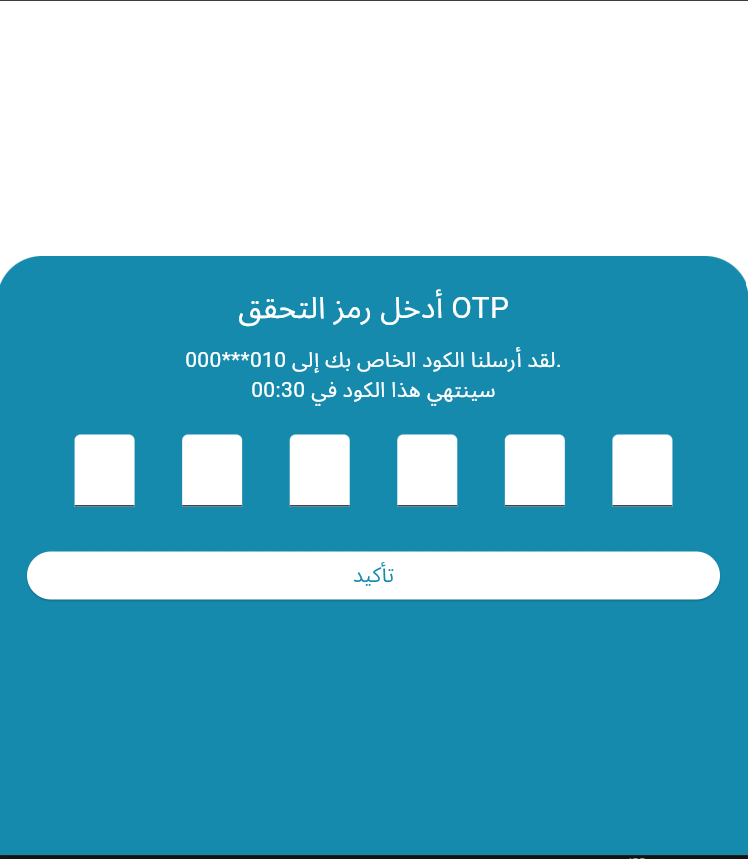 أدخل رمز التحقق OTP
لقد أرسلنا الكود الخاص بك إلى 010***000.
سينتهي هذا الكود في 00:30
تأكيد